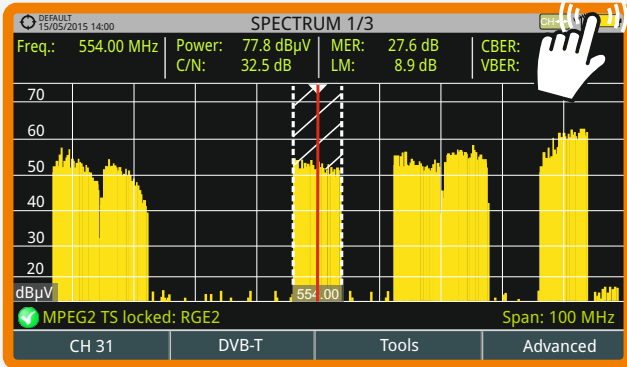 DEFAULT
15/05/2015 14:00
SPECTRUM 1/3
CH
Freq.: 554.00 MHz
Power: 77.8 dBµV
MER: 27.6 dB
CBER:
C/N: 32.5 dB
LM: 8.9 dB
VBER:
70
60
50
40
30
20
dBµV
554.00
MPEG2 TS locked: RGE2
Span: 100 MHz
CH 31
DVB-T
Tools
Advanced